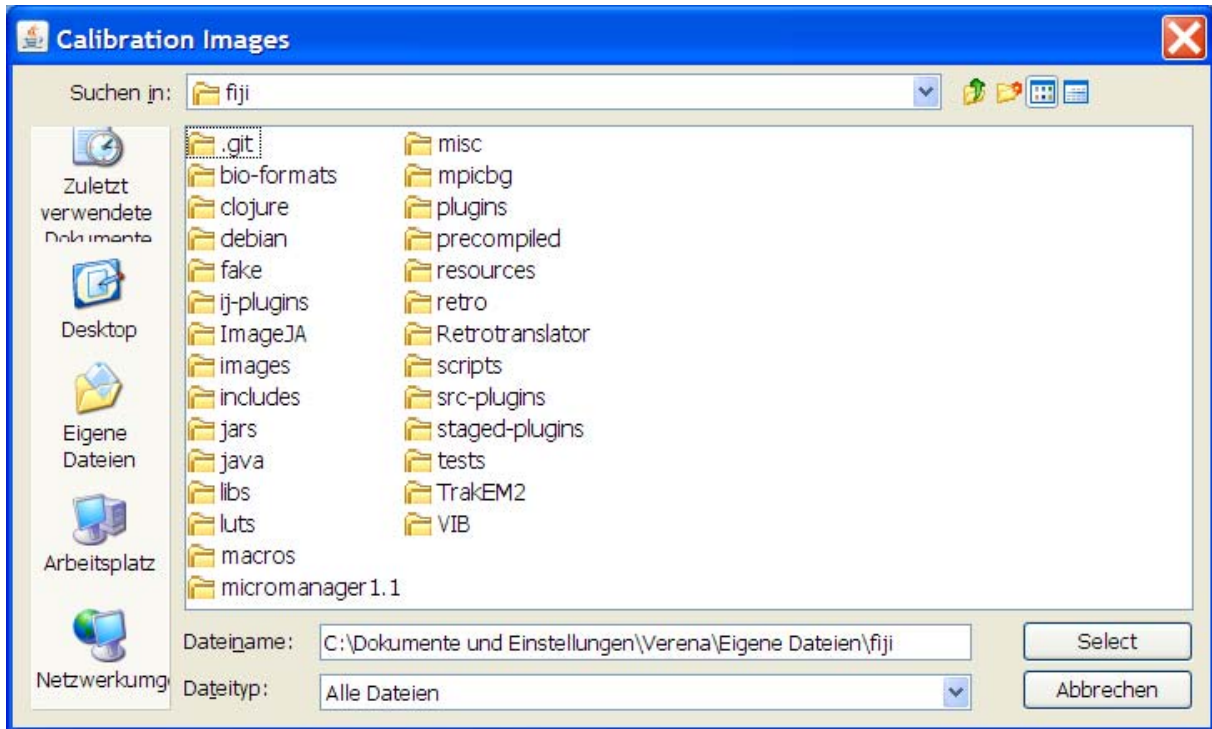 Calibration Images
Suchen in:
fiji
Zuletzt
verwendete
Dokumente
Desktop
Eigene
Dateien
Arbeitsplatz
Netzwerkumg
.git
bio-formats
clojure
debian
fake
ij-plugins
ImageJA
images
includes
jars
java
libs
luts
macros
micromanager1.1
misc
mpicbg
plugins
precompiled
resources
retro
Retrotranslator
scripts
src-plugins
staged-plugins
tests
TrakEM2
VIB
Dateiname:
C:\Dokumente und Einstellungen\Verena\Eigene Dateien\fiji
Select
Dateityp:
Alle Dateien
Abbrechen